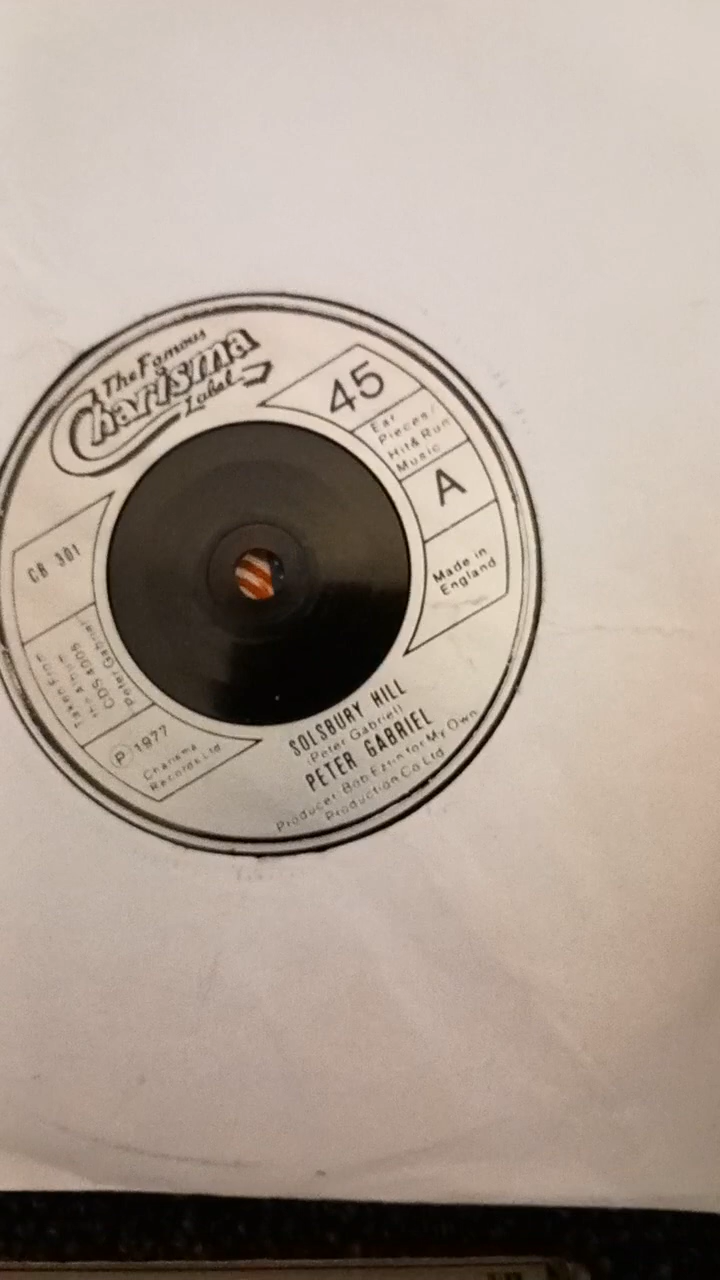 The Famous
Charisma
Label
45
Ear
Pieces/
Hit & Run
Music
A
Made in
England
CB 301
Taken From
the Album
CDS 4006
Peter Gabriel
℗ 1977
Charisma
Records Ltd
SOLSBURY HILL
(Peter Gabriel)
PETER GABRIEL
Producer Bob Ezrin for My Own
Production Co Ltd